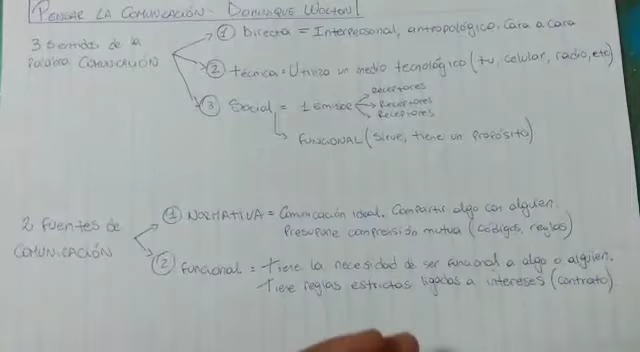 PENSAR LA COMUNICACIÓN - DOMINIQUE WOLTON
3 Sentidos de la
palabra COMUNICACIÓN
① Directa = Interpersonal, antropológico. Cara a cara
② técnica = Utiliza un medio tecnológico (tv, celular, radio, etc)
③ Social = 1 Emisor
Receptores
Receptores
Receptores
FUNCIONAL (Sirve, tiene un propósito)
2 Fuentes de
COMUNICACIÓN
① NORMATIVA = Comunicación ideal. Compartir algo con alguien.
Presupone comprensión mutua (códigos, reglas)
② Funcional = Tiene la necesidad de ser funcional a algo o alguien.
Tiene reglas estrictas ligadas a intereses (contrato)